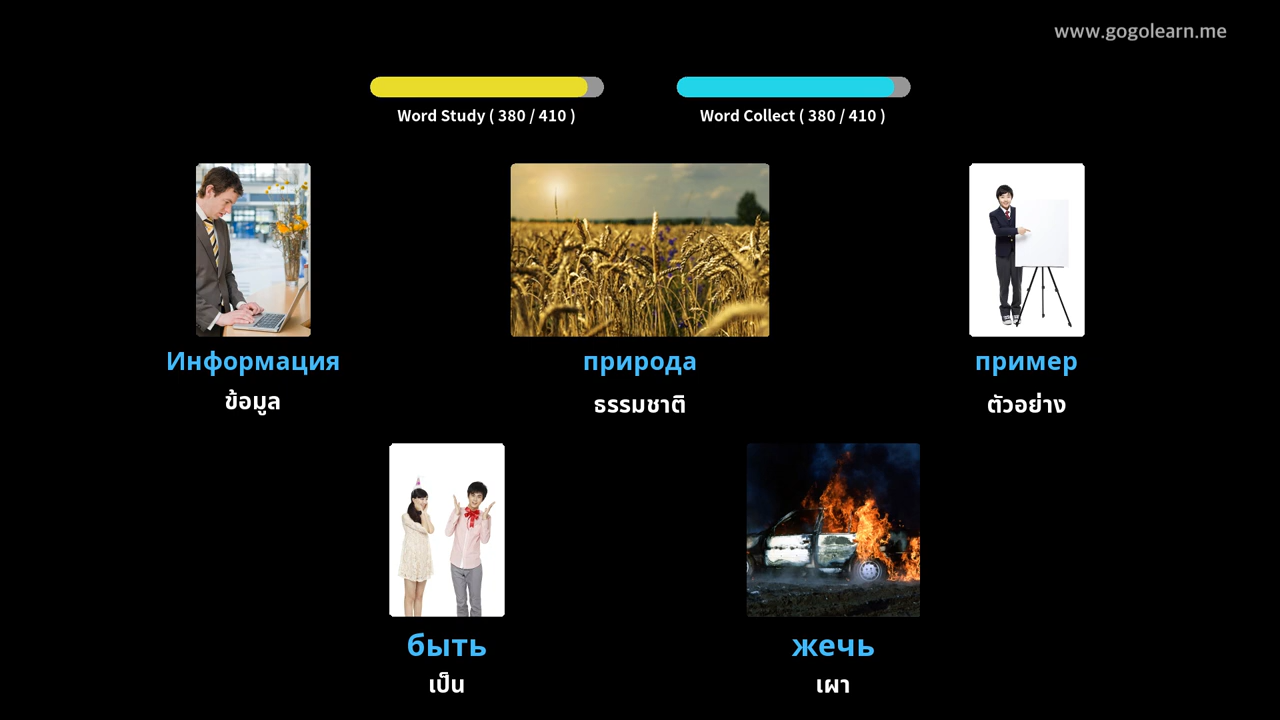 www.gogolearn.me
Word Study ( 380 / 410 )
Word Collect ( 380 / 410 )
Информация
ข้อมูล
природа
ธรรมชาติ
пример
ตัวอย่าง
быть
เป็น
жечь
เผา